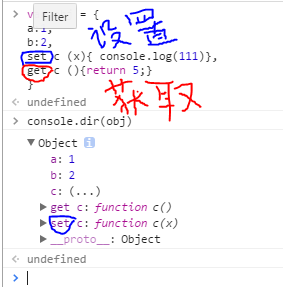 v = {
Filter
a:1,
b:2,
设置
set c (x){ console.log(111)},
get c (){return 5;}
}
获取
undefined
console.dir(obj)
Object i
a: 1
b: 2
c: (...)
get c: function c()
set c: function c(x)
__proto__: Object
undefined